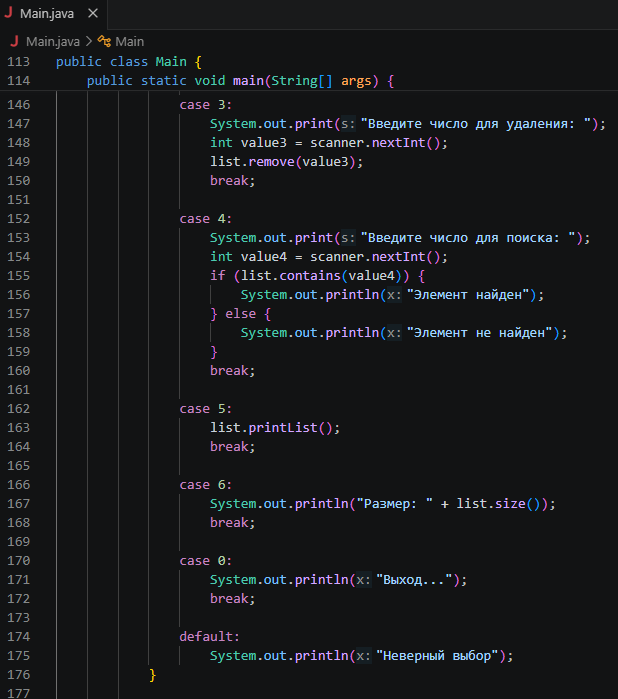 Main.java
Main.java > Main
113 public class Main {
114 public static void main(String[] args) {
146 case 3:
147 System.out.print(s: "Введите число для удаления: ");
148 int value3 = scanner.nextInt();
149 list.remove(value3);
150 break;
151
152 case 4:
153 System.out.print(s: "Введите число для поиска: ");
154 int value4 = scanner.nextInt();
155 if (list.contains(value4)) {
156 System.out.println(x: "Элемент найден");
157 } else {
158 System.out.println(x: "Элемент не найден");
159 }
160 break;
161
162 case 5:
163 list.printList();
164 break;
165
166 case 6:
167 System.out.println("Размер: " + list.size());
168 break;
169
170 case 0:
171 System.out.println(x: "Выход...");
172 break;
173
174 default:
175 System.out.println(x: "Неверный выбор");
176 }
177